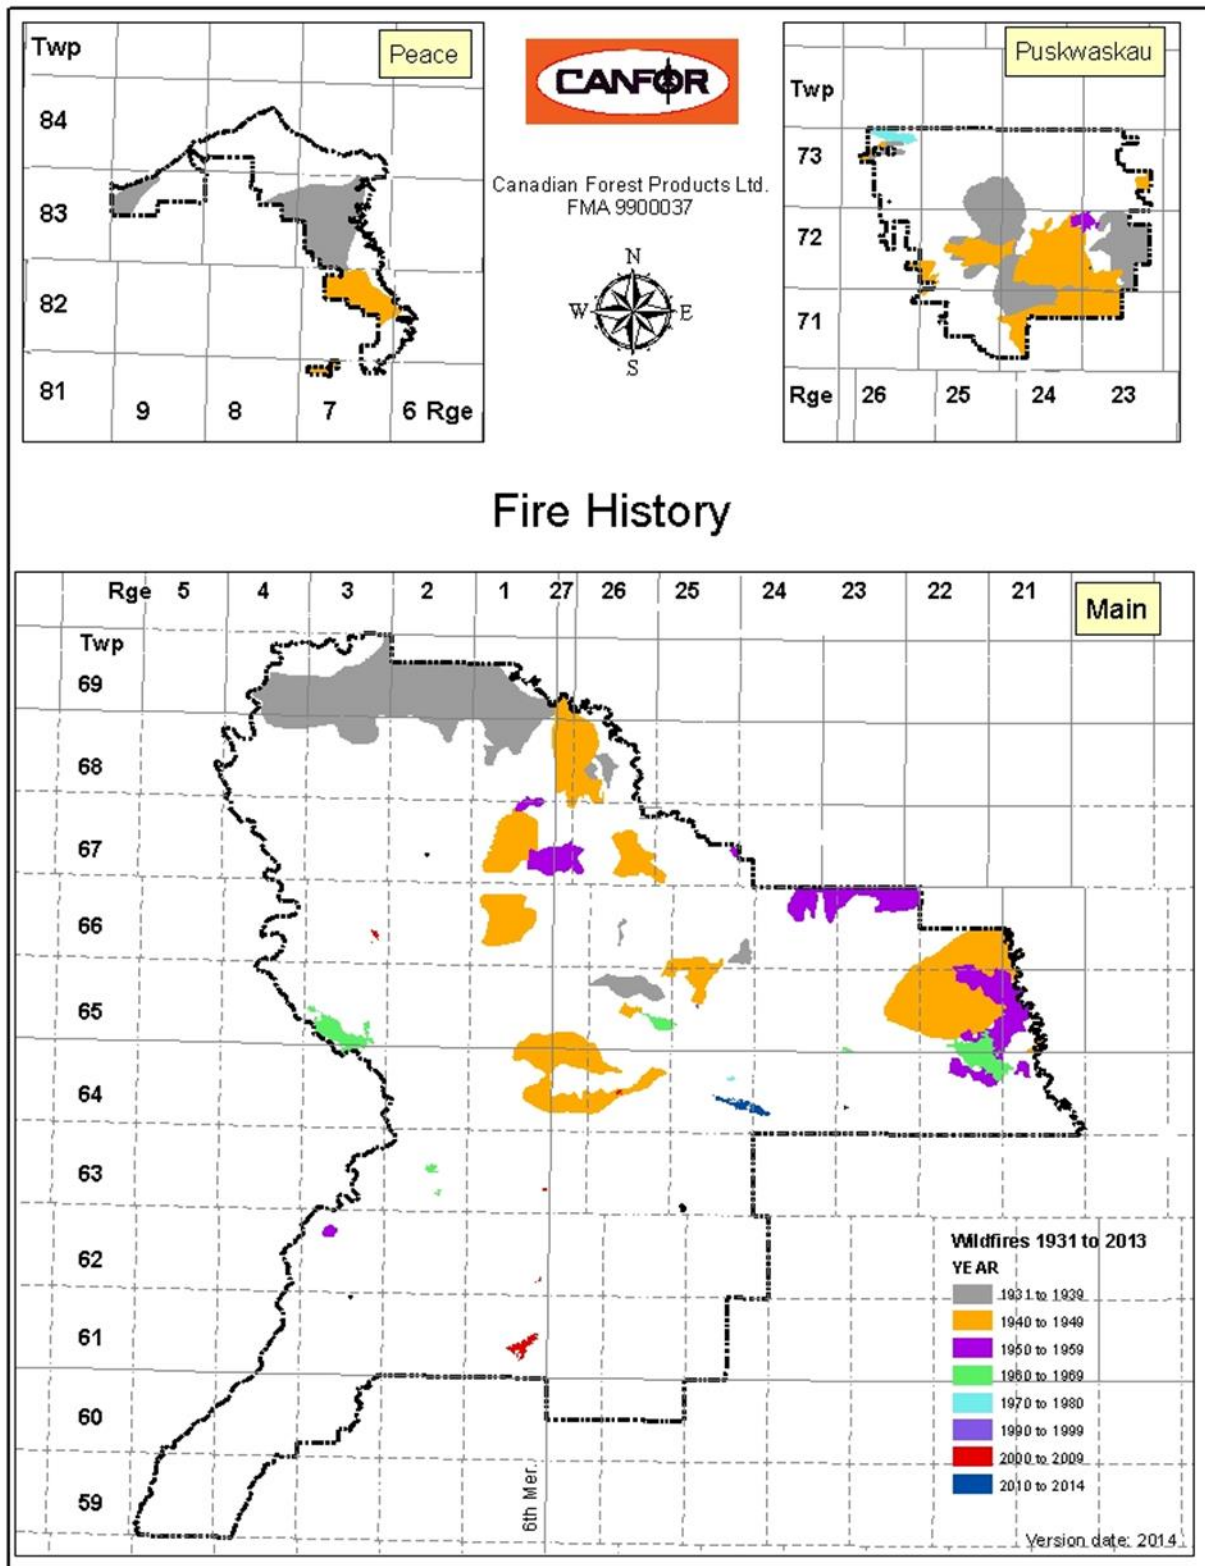 Twp
Peace
84
83
82
81
9 8 7 6 Rge
CANFOR
Canadian Forest Products Ltd.
FMA 9900037
N
W E
S
Puskwaskau
Twp
73
72
71
Rge 26 25 24 23
Fire History
Rge 5 4 3 2 1 27 26 25 24 23 22 21
Main
Twp
69
68
67
66
65
64
63
62
61
60
59
6th Mer.
Wildfires 1931 to 2013
YEAR
1931 to 1939
1940 to 1949
1950 to 1959
1960 to 1969
1970 to 1980
1990 to 1999
2000 to 2009
2010 to 2014
Version date: 2014